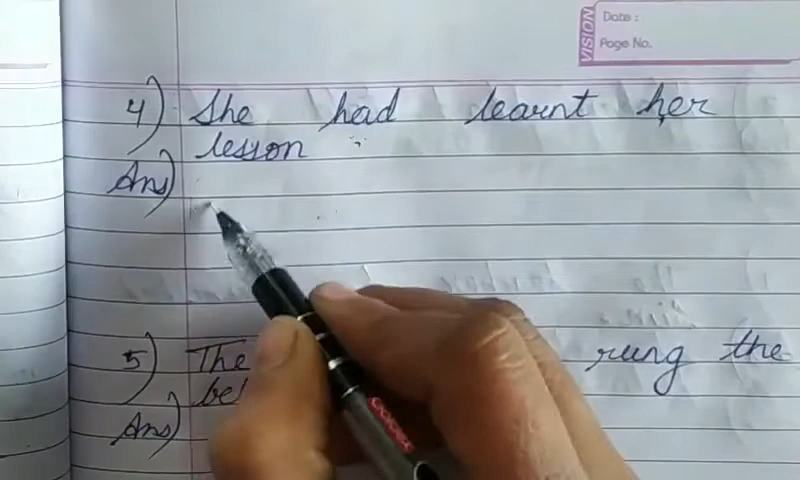 VISION
Date :
Page No.
4) She had learnt her
lesson
Ans)
5) The rung the
Ans)